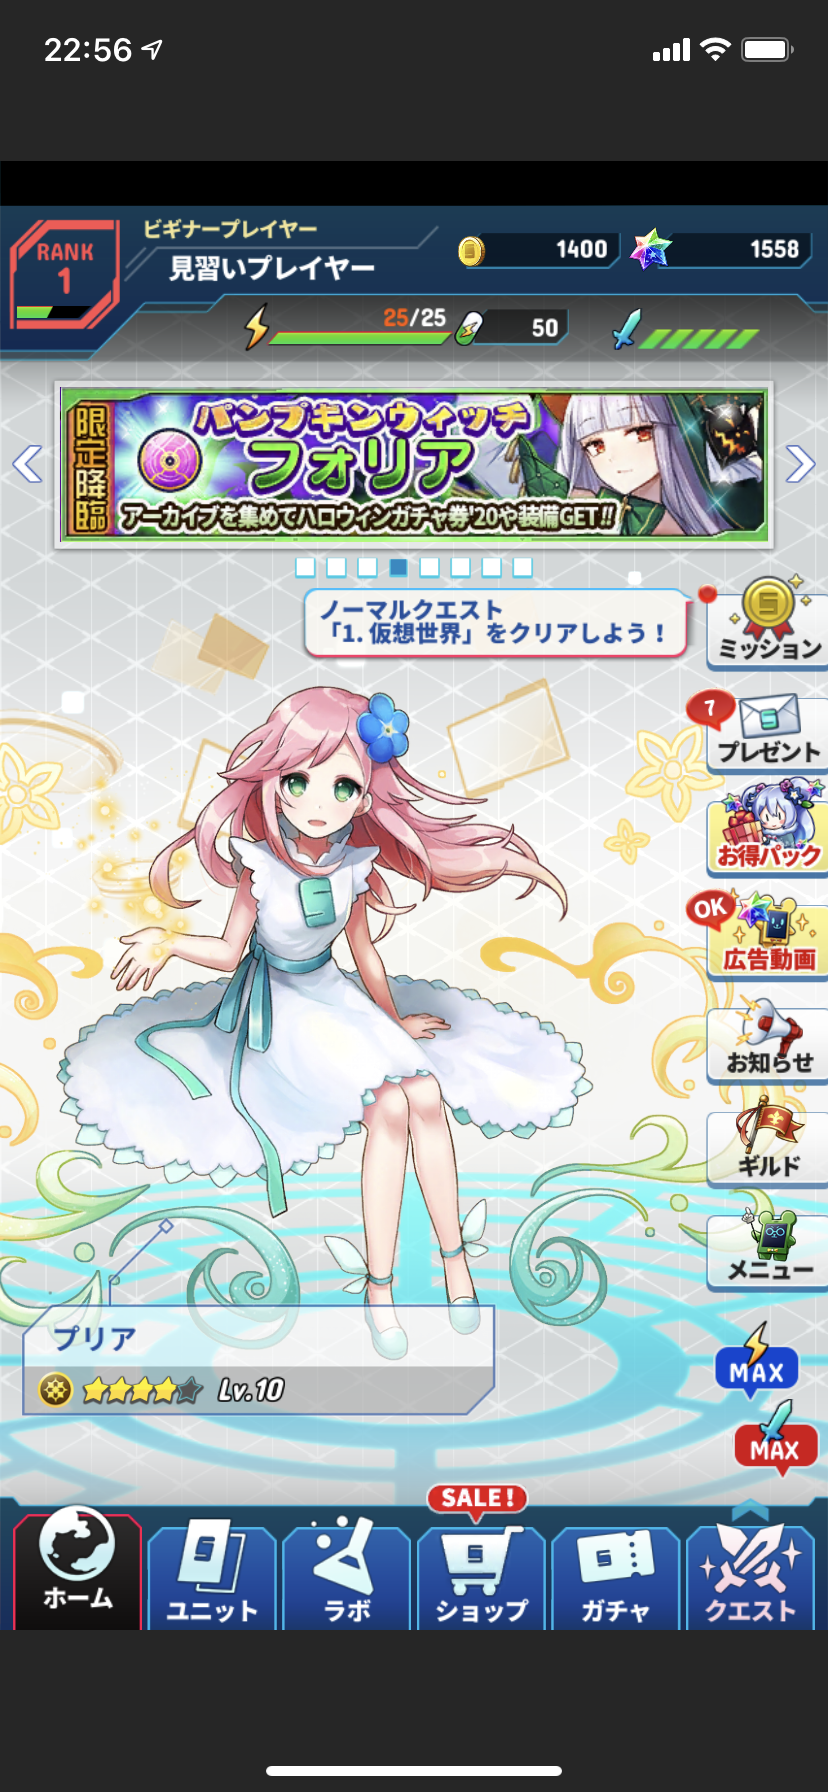 22:56
RANK
1
ビギナープレイヤー
見習いプレイヤー
1400
1558
25/25
50
限定降臨
パンプキンウィッチ
フォリア
アーカイブを集めてハロウィンガチャ券'20や装備GET!!
ノーマルクエスト
「1. 仮想世界」をクリアしよう！
ミッション
7
プレゼント
お得パック
OK
広告動画
お知らせ
ギルド
メニュー
プリア
Lv.10
MAX
MAX
SALE!
ホーム
ユニット
ラボ
ショップ
ガチャ
クエスト